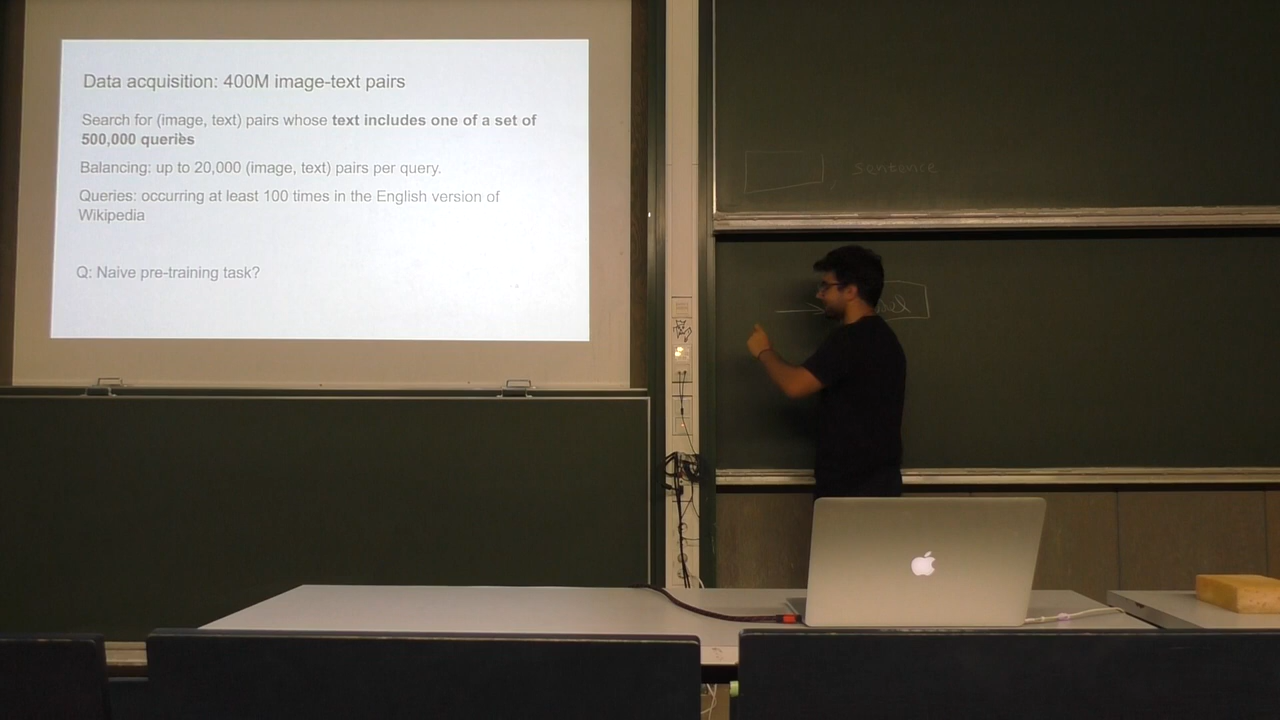 Data acquisition: 400M image-text pairs
Search for (image, text) pairs whose text includes one of a set of
500,000 queries
Balancing: up to 20,000 (image, text) pairs per query.
Queries: occurring at least 100 times in the English version of
Wikipedia
Q: Naive pre-training task?
sentence